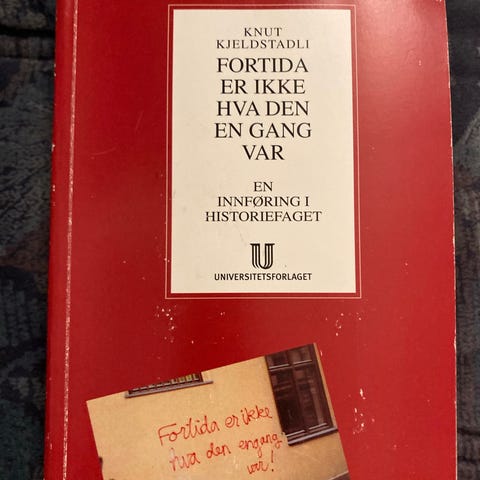 KNUT
KJELDSTADLI
FORTIDA
ER IKKE
HVA DEN
EN GANG
VAR
EN
INNFØRING I
HISTORIEFAGET
UNIVERSITETSFORLAGET
Fortida er ikke
hva den engang
var!